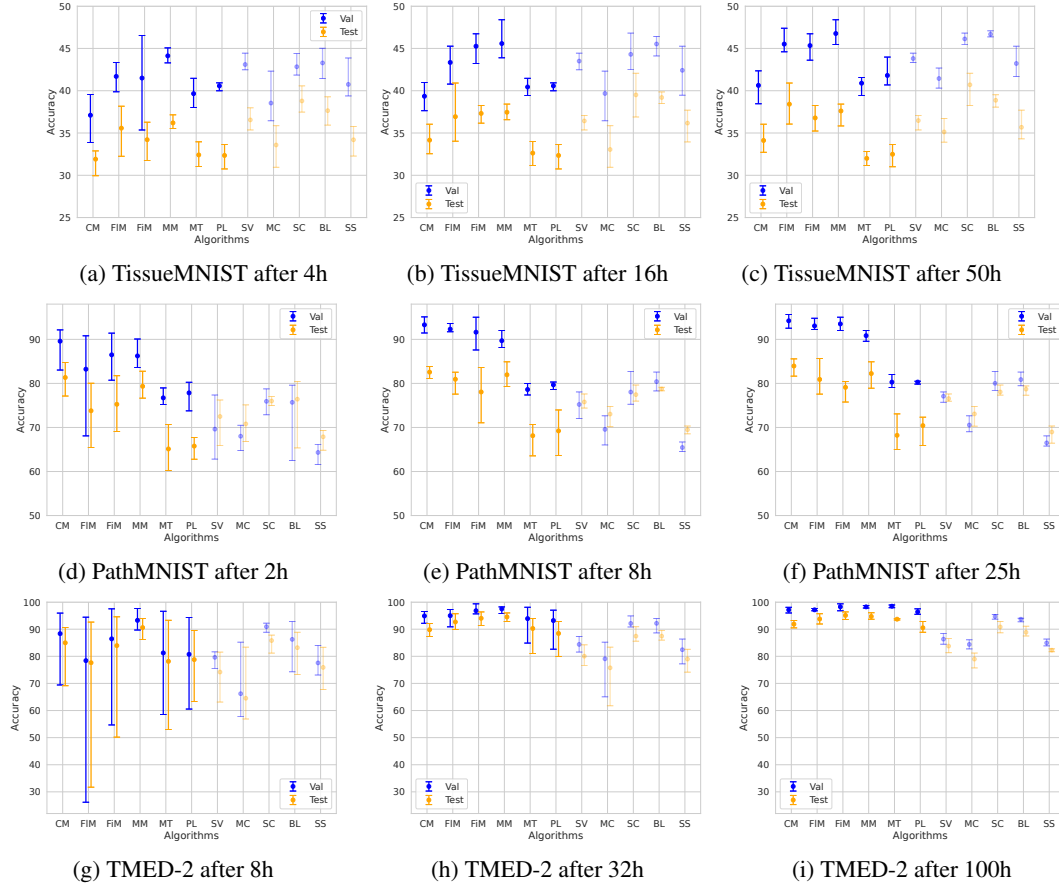 Accuracy
45
40
35
30
25
Val
Test
CM FlM FiM MM MT PL SV MC SC BL SS
Algorithms
(a) TissueMNIST after 4h
Accuracy
50
45
40
35
30
25
Val
Test
CM FlM FiM MM MT PL SV MC SC BL SS
Algorithms
(b) TissueMNIST after 16h
Accuracy
50
45
40
35
30
25
Val
Test
CM FlM FiM MM MT PL SV MC SC BL SS
Algorithms
(c) TissueMNIST after 50h
Accuracy
90
80
70
60
50
Val
Test
CM FlM FiM MM MT PL SV MC SC BL SS
Algorithms
(d) PathMNIST after 2h
Accuracy
90
80
70
60
50
Val
Test
CM FlM FiM MM MT PL SV MC SC BL SS
Algorithms
(e) PathMNIST after 8h
Accuracy
90
80
70
60
50
Val
Test
CM FlM FiM MM MT PL SV MC SC BL SS
Algorithms
(f) PathMNIST after 25h
Accuracy
100
90
80
70
60
50
40
30
Val
Test
CM FlM FiM MM MT PL SV MC SC BL SS
Algorithms
(g) TMED-2 after 8h
Accuracy
100
90
80
70
60
50
40
30
Val
Test
CM FlM FiM MM MT PL SV MC SC BL SS
Algorithms
(h) TMED-2 after 32h
Accuracy
100
90
80
70
60
50
40
30
Val
Test
CM FlM FiM MM MT PL SV MC SC BL SS
Algorithms
(i) TMED-2 after 100h